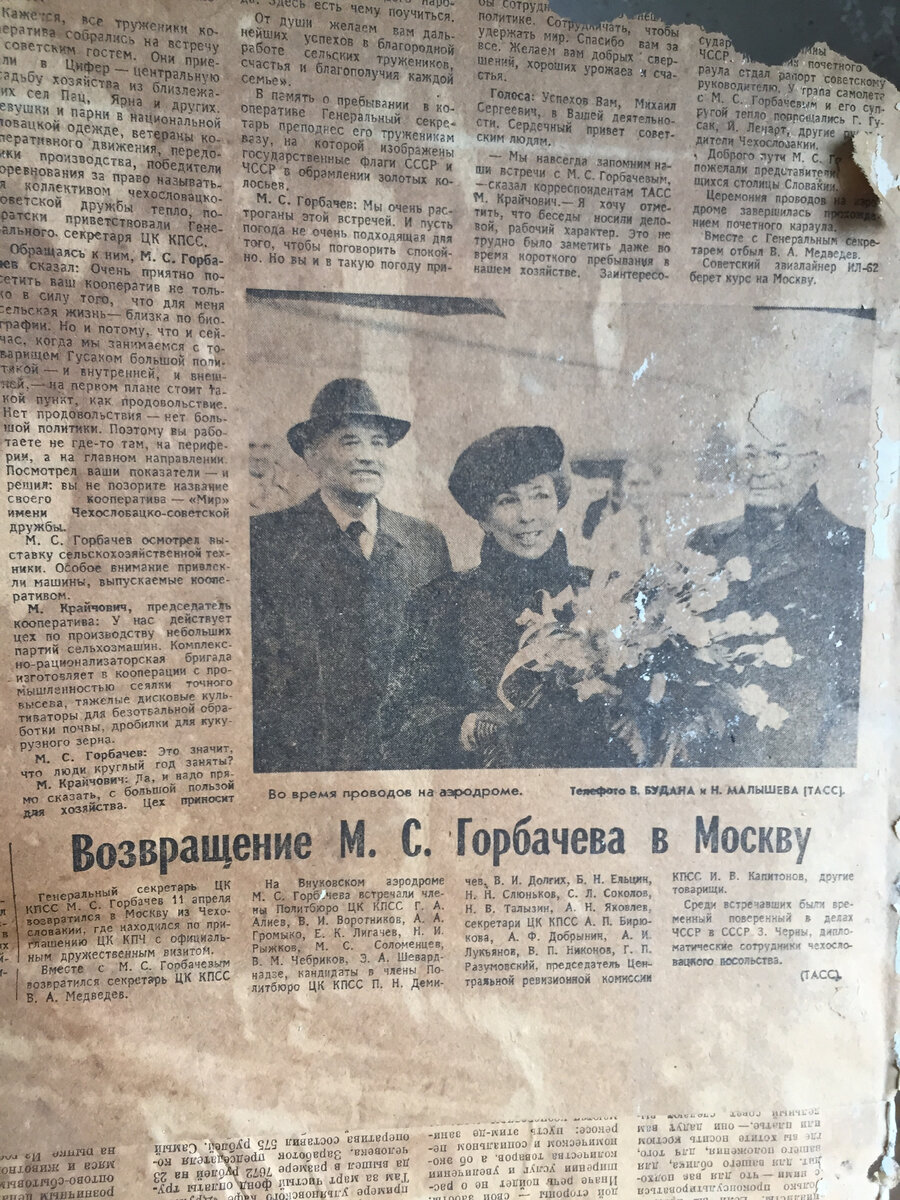 Кажется, все труженики ко-
оператива собрались на встречу
советским гостем. Они прие-
ли в Цифер — центральную
усадьбу хозяйства из близлежа-
их сел Пац, Ярна и других.
евушки и парни в национальной
ловацкой одежде, ветераны ко-
перативного движения, передо-
ики производства, победители
оревнования за право называть-
я коллективом чехословацко-
оветской дружбы тепло, по-
ратски приветствовали Гене-
ального секретаря ЦК КПСС.
Обращаясь к ним, М. С. Горба-
чев сказал: Очень приятно по-
сетить ваш кооператив не толь-
ко в силу того, что для меня
сельская жизнь — близка по био-
графии. Но и потому, что и сей-
час, когда мы занимаемся с то-
варищем Гусаком большой поли-
тикой — и внутренней, и внеш-
ней, — на первом плане стоит та-
кой пункт, как продовольствие.
Нет продовольствия — нет боль-
шой политики. Поэтому вы рабо-
таете не где-то там, на перифе-
рии, а на главном направлении.
Посмотрел ваши показатели — и
решил: вы не позорите название
своего кооператива — «Мир»
имени Чехословацко-советской
дружбы.
М. С. Горбачев осмотрел вы-
ставку сельскохозяйственной тех-
ники. Особое внимание привлек-
ли машины, выпускаемые коопе-
ративом.
М. Крайчович, председатель
кооператива: У нас действует
цех по производству небольших
партий сельхозмашин. Комплекс-
но-рационализаторская бригада
изготовляет в кооперации с про-
мышленностью сеялки точного
высева, тяжелые дисковые куль-
тиваторы для безотвальной обра-
ботки почвы, дробилки для куку-
рузного зерна.
М. С. Горбачев: Это значит,
что люди круглый год заняты?
М. Крайчович: Да, и надо пря-
мо сказать, с большой пользой
для хозяйства. Цех приносит
да. Здесь есть чему поучиться.
От души желаем вам даль-
нейших успехов в благородной
работе сельских тружеников,
счастья и благополучия каждой
семье».
В память о пребывании в ко-
оперативе Генеральный секре-
тарь преподнес его труженикам
вазу, на которой изображены
государственные флаги СССР и
ЧССР в обрамлении золотых ко-
лосьев.
М. С. Горбачев: Мы очень рас-
троганы этой встречей. И пусть
погода не очень подходящая для
того, чтобы поговорить спокой-
но. Но вы и в такую погоду при-
бы сотруд
политике. Сотрудничать, чтобы
удержать мир. Спасибо вам за
все. Желаем вам добрых свер-
шений, хороших урожаев и сча-
стья.
Голоса: Успехов Вам, Михаил
Сергеевич, в Вашей деятельно-
сти. Сердечный привет совет-
ским людям.
— Мы навсегда запомним на-
ши встречи с М. С. Горбачевым,
— сказал корреспондентам ТАСС
М. Крайчович. — Я хочу отме-
тить, что беседы носили дело-
вой, рабочий характер. Это не
трудно было заметить даже во
время короткого пребывания в
нашем хозяйстве. Заинтересо-
судар
ЧССР. почетного
раула отдал рапорт советскому
руководителю. У трапа самолета
с М. С. Горбачевым и его суп-
ругой тепло попрощались Г. Гу-
сак, Й. Ленарт, другие
дители Чехословакии.
Доброго пути М. С. Го
пожелали представители
щихся столицы Словакии.
Церемония проводов на аэро-
дроме завершилась прохожде-
нием почетного караула.
Вместе с Генеральным секре-
тарем отбыл В. А. Медведев.
Советский авиалайнер ИЛ-62
берет курс на Москву.
Во время проводов на аэродроме.
Телефото В. БУДАНА и Н. МАЛЫШЕВА (ТАСС).
Возвращение М. С. Горбачева в Москву
Генеральный секретарь ЦК
КПСС М. С. Горбачев 11 апреля
возвратился в Москву из Чехо-
словакии, где находился по при-
глашению ЦК КПЧ с официаль-
ным дружественным визитом.
Вместе с М. С. Горбачевым
возвратился секретарь ЦК КПСС
В. А. Медведев.
На Внуковском аэродроме
М. С. Горбачева встречали чле-
ны Политбюро ЦК КПСС Г. А.
Алиев, В. И. Воротников, А. А.
Громыко, Е. К. Лигачев, Н. И.
Рыжков, М. С. Соломенцев,
В. М. Чебриков, Э. А. Шевард-
надзе, кандидаты в члены По-
литбюро ЦК КПСС П. Н. Деми-
чев, В. И. Долгих, Б. Н. Ельцин,
Н. Н. Слюньков, С. Л. Соколов,
Н. В. Талызин, А. Н. Яковлев,
секретари ЦК КПСС А. П. Бирю-
кова, А. Ф. Добрынин, А. И.
Лукьянов, В. П. Никонов, Г. П.
Разумовский, председатель Цен-
тральной ревизионной комиссии
КПСС И. В. Капитонов, другие
товарищи.
Среди встречавших были вре-
менный поверенный в делах
ЧССР в СССР З. Черны, дипло-
матические сотрудники чехосло-
вацкого посольства.
(ТАСС).